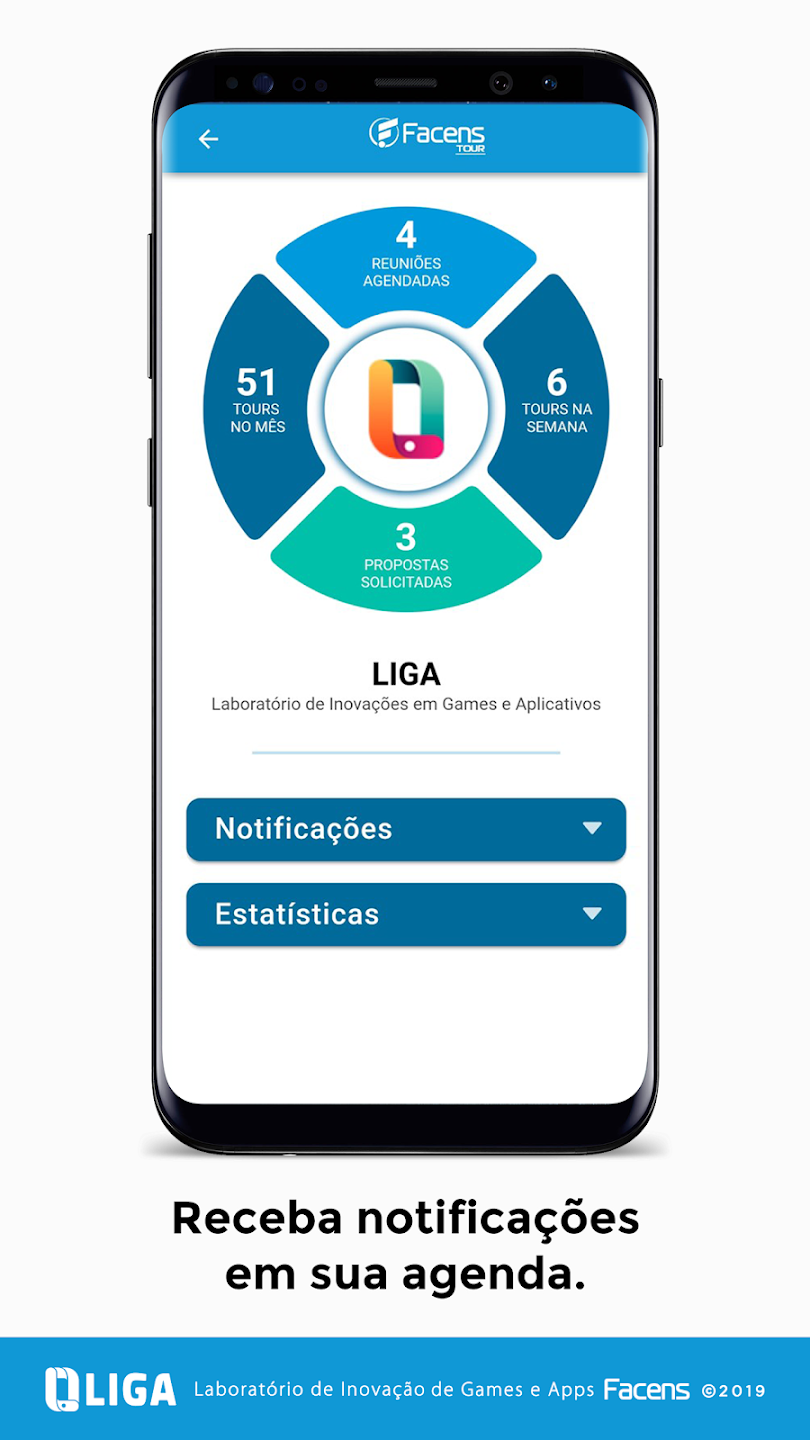 Facens
TOUR
4
REUNIÕES
AGENDADAS
51
TOURS
NO MÊS
6
TOURS NA
SEMANA
3
PROPOSTAS
SOLICITADAS
LIGA
Laboratório de Inovações em Games e Aplicativos
Notificações
Estatísticas
Receba notificações
em sua agenda.
LIGA Laboratório de Inovação de Games e Apps Facens ©2019